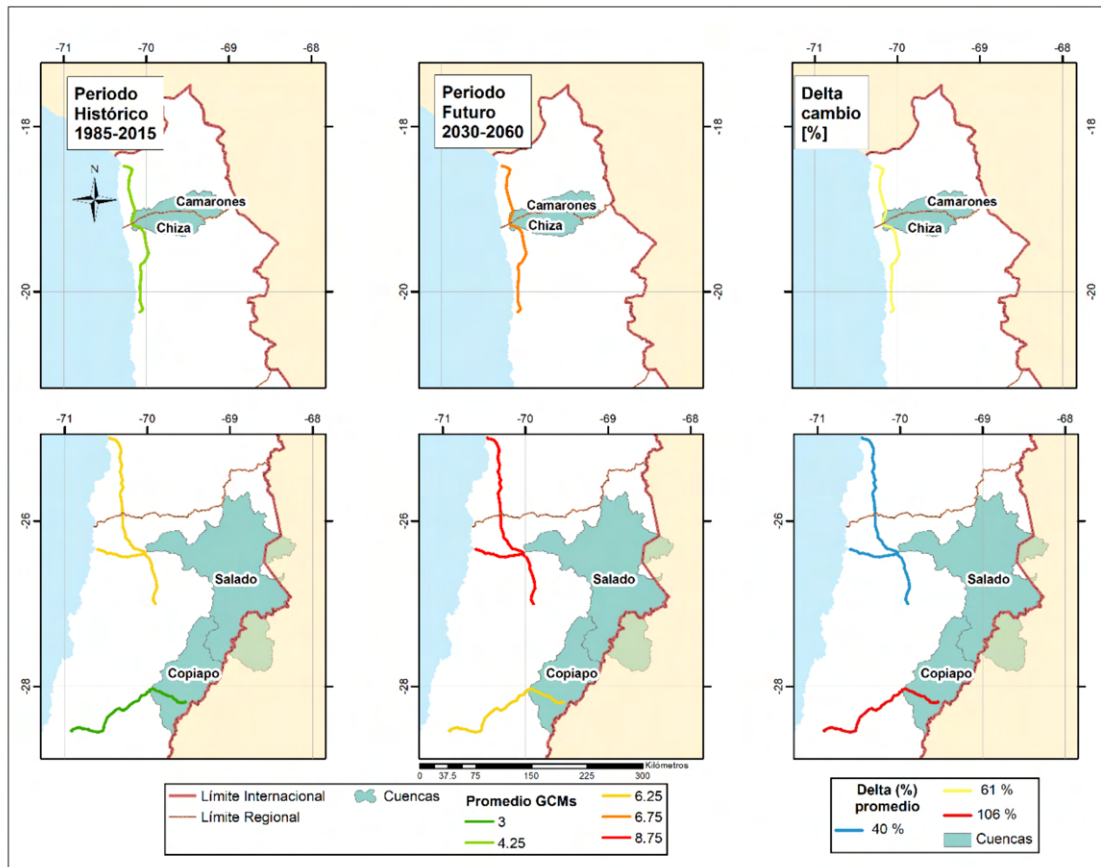 -71 -70 -69 -68
-71 -70 -69 -68
-71 -70 -69 -68
Periodo
Histórico
1985-2015
Periodo
Futuro
2030-2060
Delta
cambio
[%]
-18
-18
N
Camarones
Chiza
Camarones
Chiza
Camarones
Chiza
-20
-20
-71 -70 -69 -68
-71 -70 -69 -68
-71 -70 -69 -68
-26
-26
Salado
Salado
Salado
Copiapo
Copiapo
Copiapo
-28
-28
Kilómetros
0 37.5 75 150 225 300
Límite Internacional
Límite Regional
Cuencas
Promedio GCMs
3
4.25
6.25
6.75
8.75
Delta (%)
promedio
40 %
61 %
106 %
Cuencas